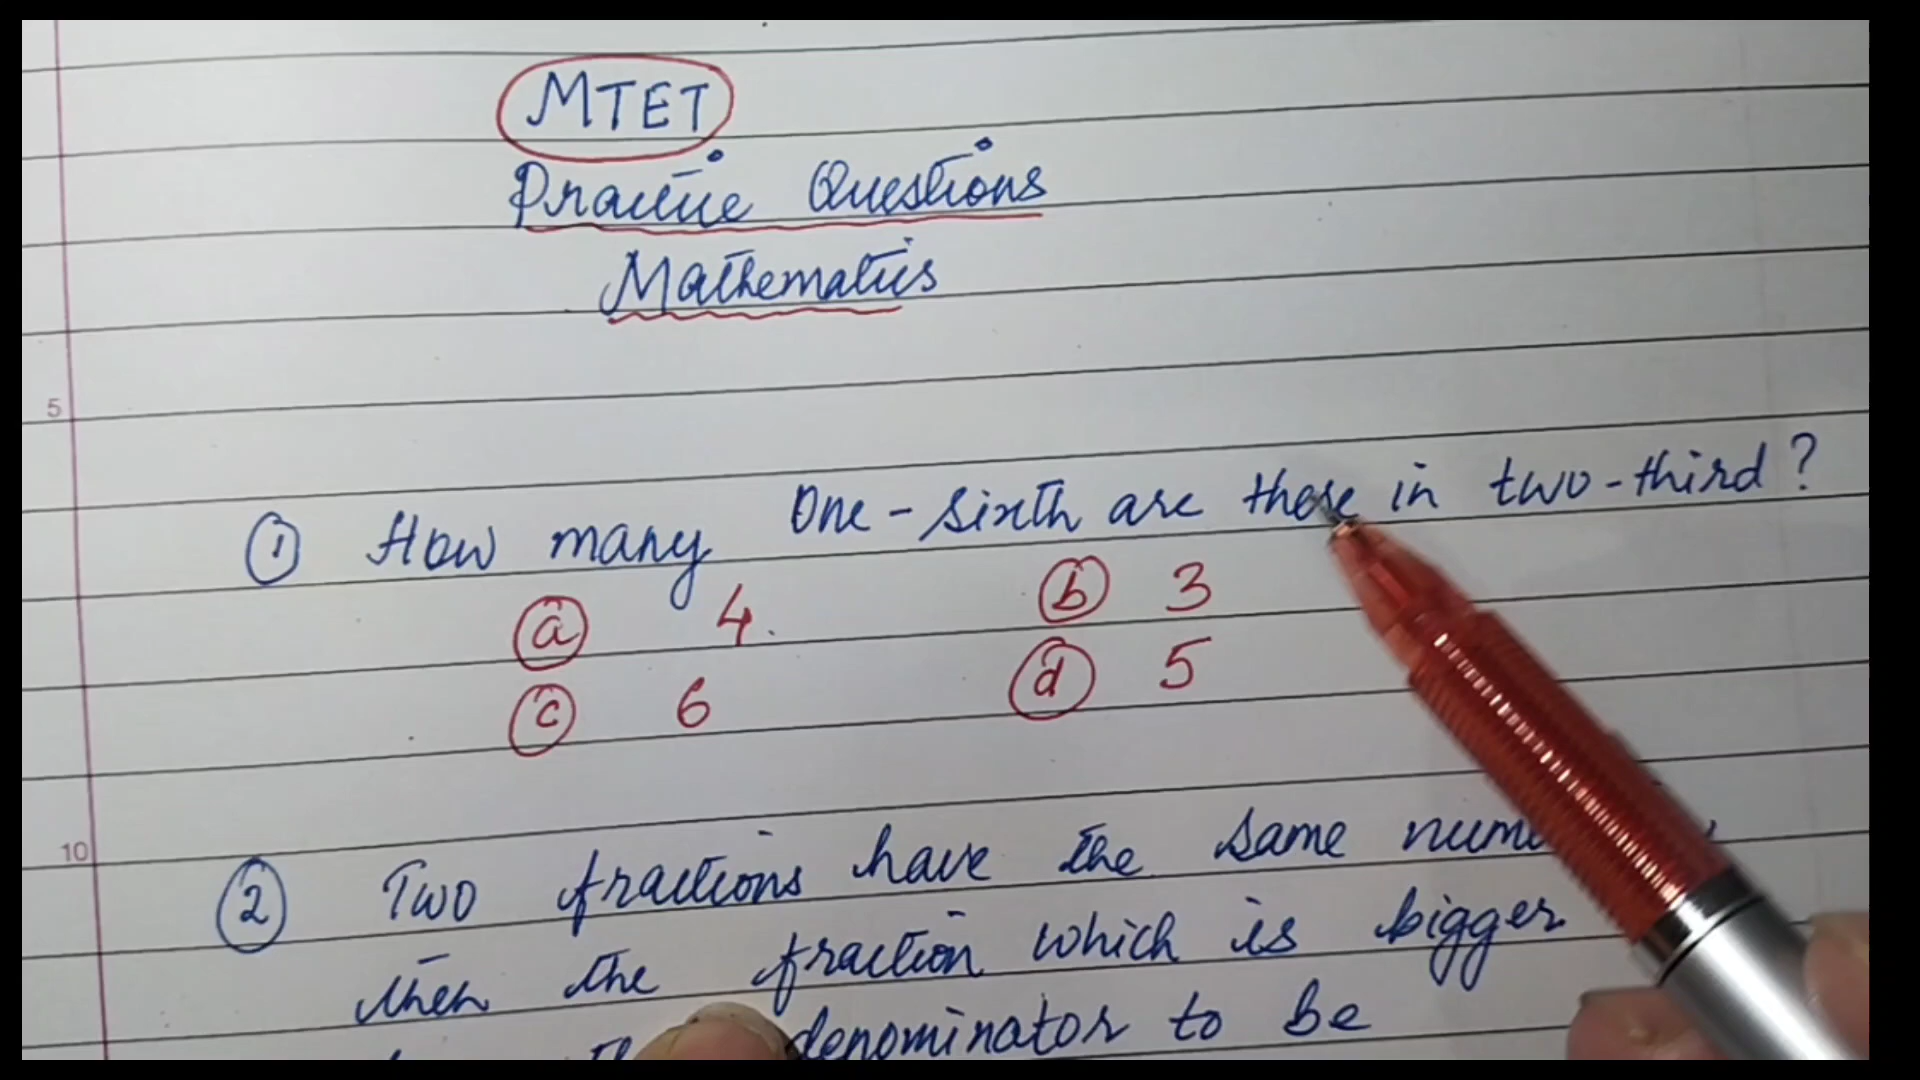 MTET
Practice Questions
Mathematics
5
① How many One-sixth are there in two-third?
ⓐ 4. ⓑ 3
ⓒ 6 ⓓ 5
10
② Two fractions have the same
then the fraction which is bigger
denominator to be